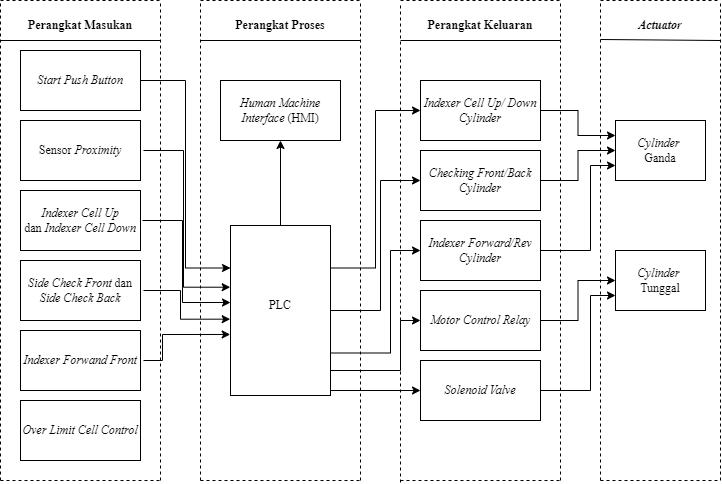 Perangkat Masukan
Start Push Button
Sensor Proximity
Indexer Cell Up
dan Indexer Cell Down
Side Check Front dan
Side Check Back
Indexer Forwand Front
Over Limit Cell Control
Perangkat Proses
Human Machine
Interface (HMI)
PLC
Perangkat Keluaran
Indexer Cell Up/ Down
Cylinder
Checking Front/Back
Cylinder
Indexer Forward/Rev
Cylinder
Motor Control Relay
Solenoid Valve
Actuator
Cylinder
Ganda
Cylinder
Tunggal